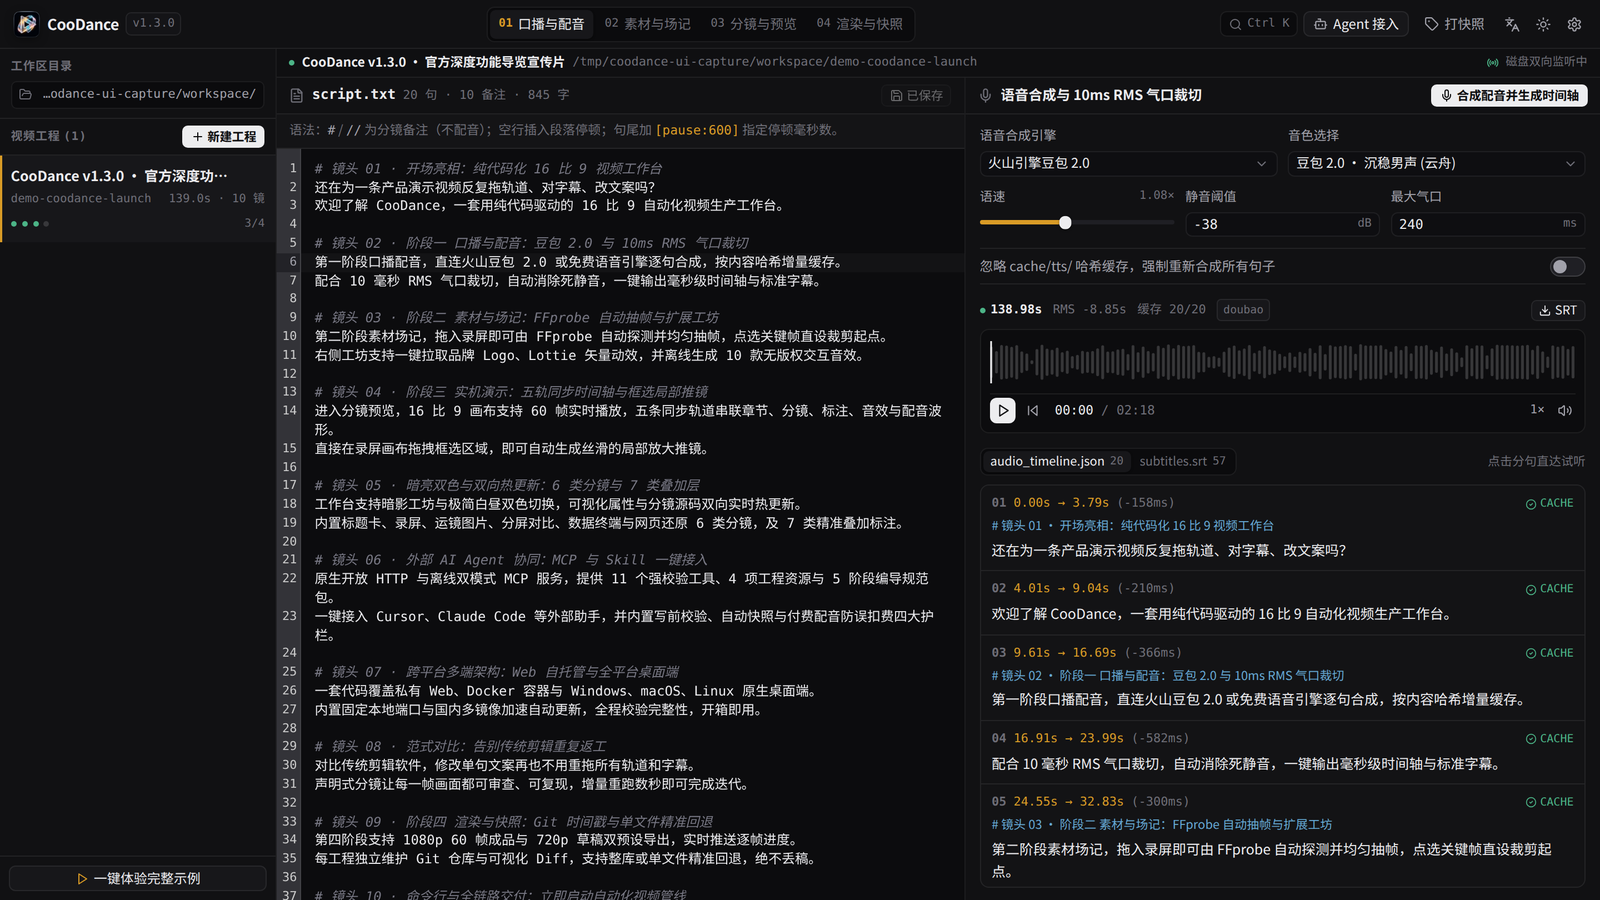 CooDance v1.3.0
01 口播与配音
02 素材与场记
03 分镜与预览
04 渲染与快照
Ctrl K
Agent 接入
打快照
工作区目录
…odance-ui-capture/workspace/
视频工程 (1)
+ 新建工程
CooDance v1.3.0 • 官方深度功…
demo-coodance-launch 139.0s · 10 镜
3/4
一键体验完整示例
CooDance v1.3.0 • 官方深度功能导览宣传片 /tmp/coodance-ui-capture/workspace/demo-coodance-launch
磁盘双向监听中
script.txt 20 句 · 10 备注 · 845 字
已保存
语法：# / // 为分镜备注（不配音）；空行插入段落停顿；句尾加 [pause:600] 指定停顿毫秒数。
1 # 镜头 01 · 开场亮相：纯代码化 16 比 9 视频工作台
2 还在为一条产品演示视频反复拖轨道、对字幕、改文案吗？
3 欢迎了解 CooDance，一套用纯代码驱动的 16 比 9 自动化视频生产工作台。
4
5 # 镜头 02 · 阶段一 口播与配音：豆包 2.0 与 10ms RMS 气口裁切
6 第一阶段口播配音，直连火山豆包 2.0 或免费语音引擎逐句合成，按内容哈希增量缓存。
7 配合 10 毫秒 RMS 气口裁切，自动消除死静音，一键输出毫秒级时间轴与标准字幕。
8
9 # 镜头 03 · 阶段二 素材与场记：FFprobe 自动抽帧与扩展工坊
10 第二阶段素材场记，拖入录屏即可由 FFprobe 自动探测并均匀抽帧，点选关键帧直设裁剪起点。
11 右侧工坊支持一键拉取品牌 Logo、Lottie 矢量动效，并离线生成 10 款无版权交互音效。
12
13 # 镜头 04 · 阶段三 实机演示：五轨同步时间轴与框选局部推镜
14 进入分镜预览，16 比 9 画布支持 60 帧实时播放，五条同步轨道串联章节、分镜、标注、音效与配音波
形。
15 直接在录屏画布拖拽框选区域，即可自动生成丝滑的局部放大推镜。
16
17 # 镜头 05 · 暗亮双色与双向热更新：6 类分镜与 7 类叠加层
18 工作台支持暗影工坊与极简白昼双色切换，可视化属性与分镜源码双向实时热更新。
19 内置标题卡、录屏、运镜图片、分屏对比、数据终端与网页还原 6 类分镜，及 7 类精准叠加标注。
20
21 # 镜头 06 · 外部 AI Agent 协同：MCP 与 Skill 一键接入
22 原生开放 HTTP 与离线双模式 MCP 服务，提供 11 个强校验工具、4 项工程资源与 5 阶段编导规范
包。
23 一键接入 Cursor、Claude Code 等外部助手，并内置写前校验、自动快照与付费配音防误扣费四大护
栏。
24
25 # 镜头 07 · 跨平台多端架构：Web 自托管与全平台桌面端
26 一套代码覆盖私有 Web、Docker 容器与 Windows、macOS、Linux 原生桌面端。
27 内置固定本地端口与国内多镜像加速自动更新，全程校验完整性，开箱即用。
28
29 # 镜头 08 · 范式对比：告别传统剪辑重复返工
30 对比传统剪辑软件，修改单句文案再也不用重拖所有轨道和字幕。
31 声明式分镜让每一帧画面都可审查、可复现，增量重跑数秒即可完成迭代。
32
33 # 镜头 09 · 阶段四 渲染与快照：Git 时间戳与单文件精准回退
34 第四阶段支持 1080p 60 帧成品与 720p 草稿双预设导出，实时推送逐帧进度。
35 每工程独立维护 Git 仓库与可视化 Diff，支持整库或单文件精准回退，绝不丢稿。
36
37 # 镜头 10 · 命令行与全链路交付：立即启动自动化视频管线
语音合成与 10ms RMS 气口裁切
合成配音并生成时间轴
语音合成引擎
音色选择
火山引擎豆包 2.0
豆包 2.0 • 沉稳男声 (云舟)
语速 1.08×
静音阈值
最大气口
-38 dB
240 ms
忽略 cache/tts/ 哈希缓存，强制重新合成所有句子
138.98s RMS -8.85s 缓存 20/20 doubao
SRT
00:00 / 02:18
1×
audio_timeline.json 20
subtitles.srt 57
点击分句直达试听
01 0.00s → 3.79s (-158ms) CACHE
# 镜头 01 • 开场亮相：纯代码化 16 比 9 视频工作台
还在为一条产品演示视频反复拖轨道、对字幕、改文案吗？
02 4.01s → 9.04s (-210ms) CACHE
欢迎了解 CooDance，一套用纯代码驱动的 16 比 9 自动化视频生产工作台。
03 9.61s → 16.69s (-366ms) CACHE
# 镜头 02 • 阶段一 口播与配音：豆包 2.0 与 10ms RMS 气口裁切
第一阶段口播配音，直连火山豆包 2.0 或免费语音引擎逐句合成，按内容哈希增量缓存。
04 16.91s → 23.99s (-582ms) CACHE
配合 10 毫秒 RMS 气口裁切，自动消除死静音，一键输出毫秒级时间轴与标准字幕。
05 24.55s → 32.83s (-300ms) CACHE
# 镜头 03 • 阶段二 素材与场记：FFprobe 自动抽帧与扩展工坊
第二阶段素材场记，拖入录屏即可由 FFprobe 自动探测并均匀抽帧，点选关键帧直设裁剪起
点。